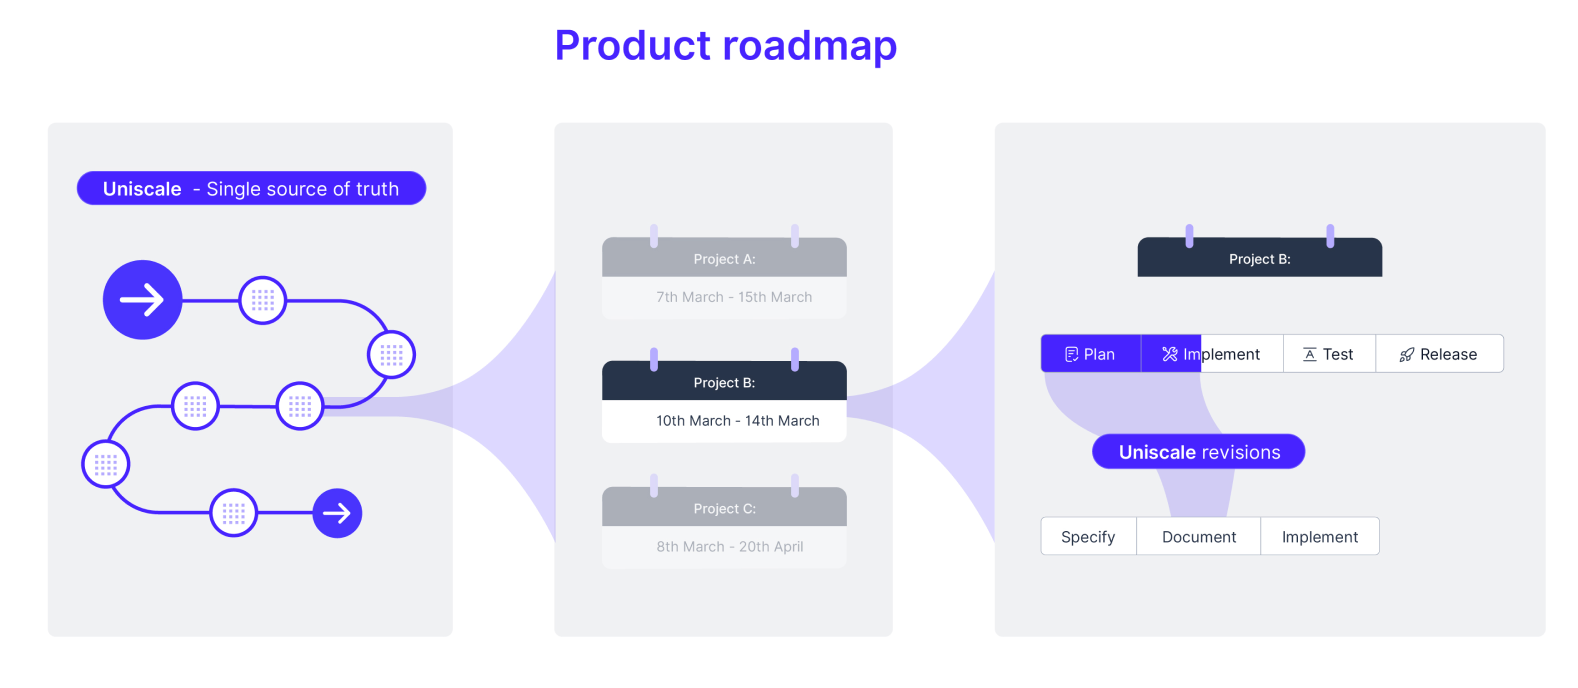 Product roadmap
Uniscale - Single source of truth
Project A:
7th March - 15th March
Project B:
10th March - 14th March
Project C:
8th March - 20th April
Project B:
Plan Implement Test Release
Uniscale revisions
Specify Document Implement